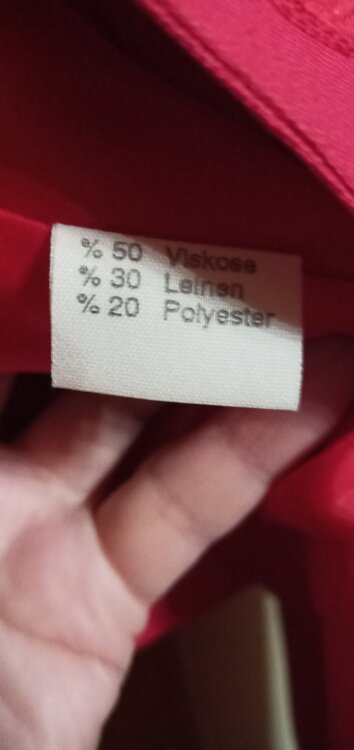 % 50 Viskose
% 30 Leinen
% 20 Polyester